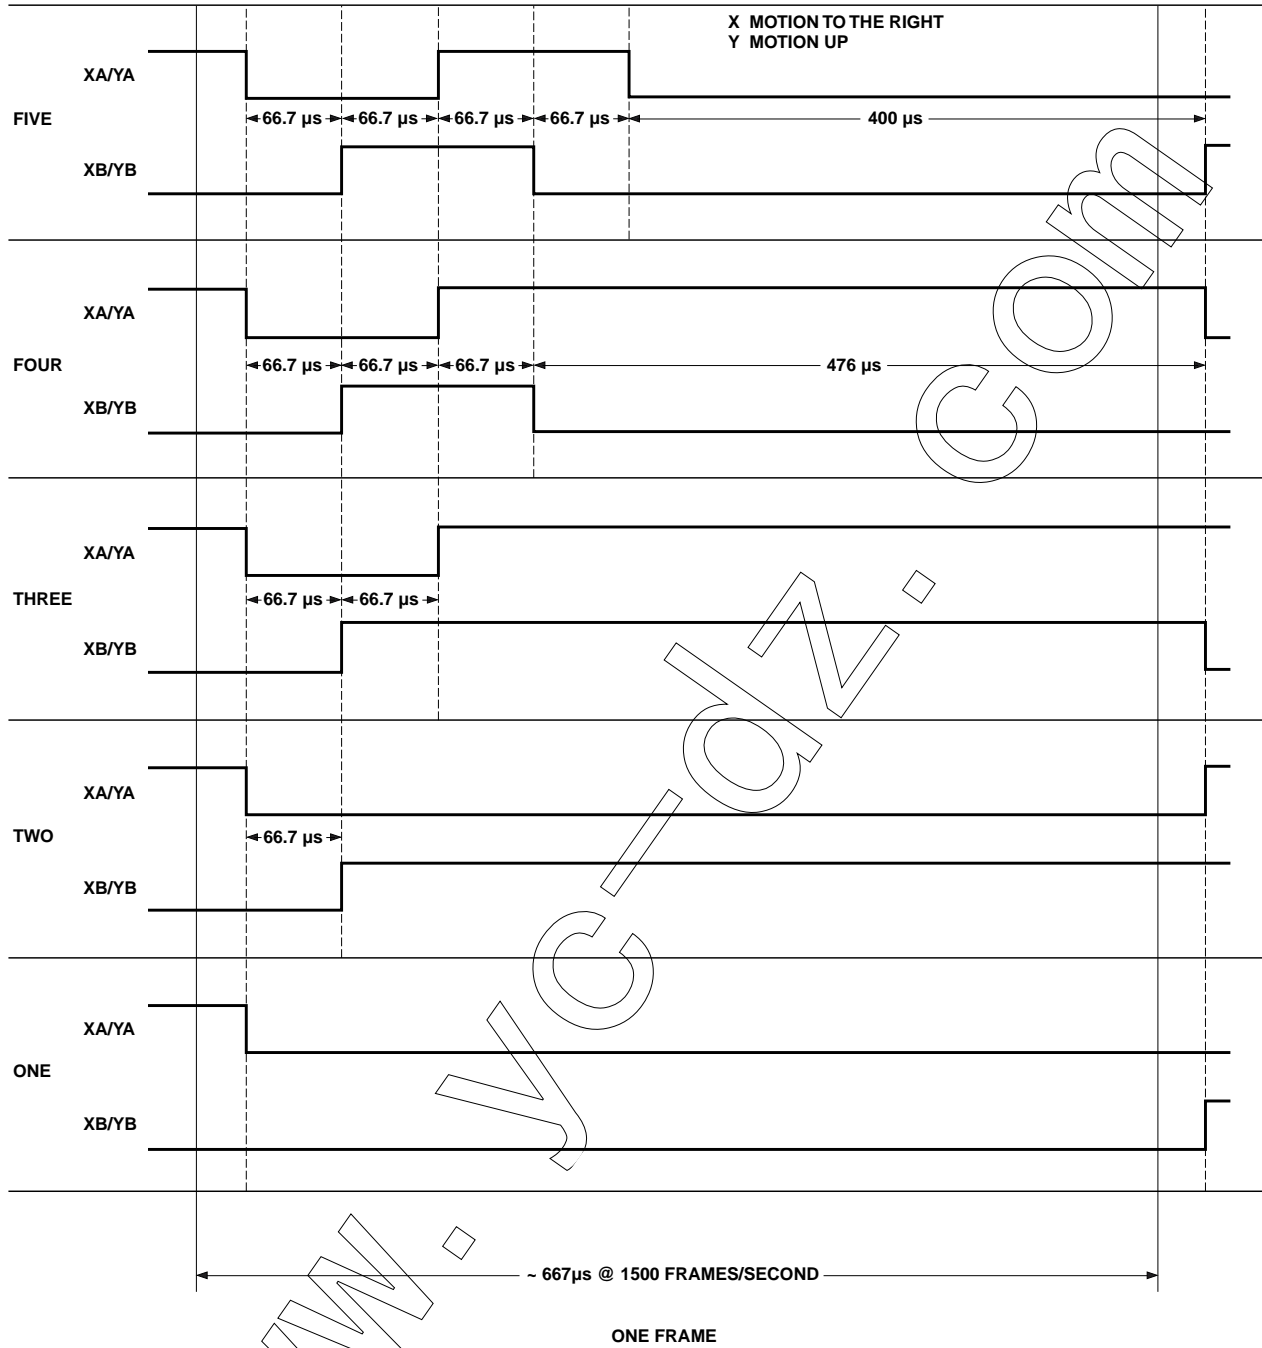 X MOTION TO THE RIGHT
Y MOTION UP
XA/YA
FIVE
66.7 µs 66.7 µs 66.7 µs 66.7 µs 400 µs
XB/YB
XA/YA
FOUR
66.7 µs 66.7 µs 66.7 µs 476 µs
XB/YB
XA/YA
THREE
66.7 µs 66.7 µs
XB/YB
XA/YA
TWO
66.7 µs
XB/YB
XA/YA
ONE
XB/YB
~ 667µs @ 1500 FRAMES/SECOND
ONE FRAME
w.yc-dz.com